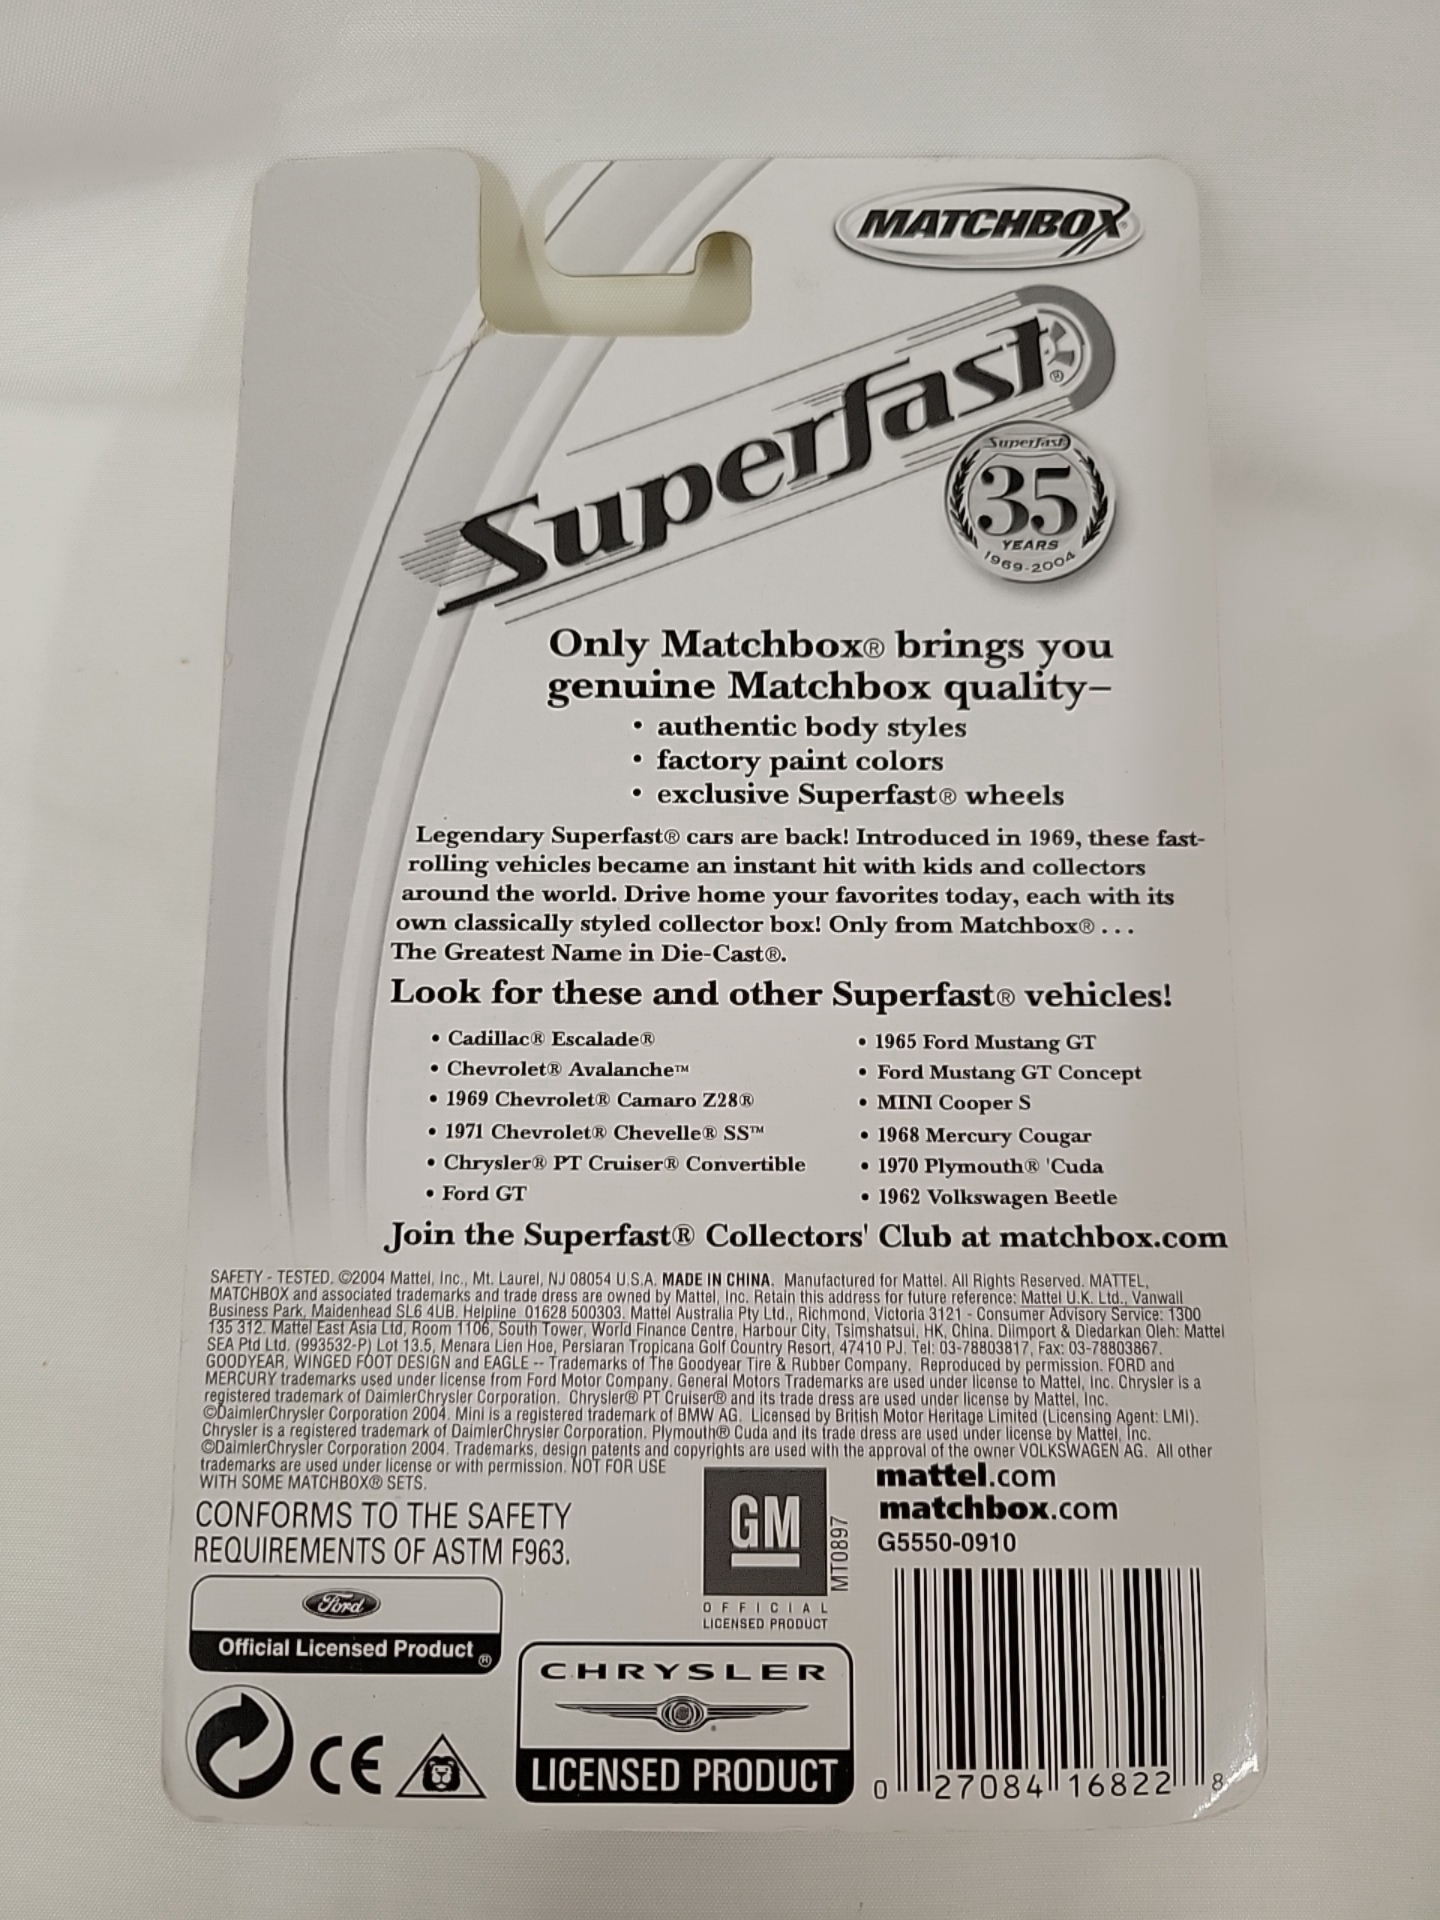 MATCHBOX®
Superfast®
Superfast
35
YEARS
1969-2004
Only Matchbox® brings you
genuine Matchbox quality–
• authentic body styles
• factory paint colors
• exclusive Superfast® wheels
Legendary Superfast® cars are back! Introduced in 1969, these fast-
rolling vehicles became an instant hit with kids and collectors
around the world. Drive home your favorites today, each with its
own classically styled collector box! Only from Matchbox® . . .
The Greatest Name in Die-Cast®.
Look for these and other Superfast® vehicles!
• Cadillac® Escalade®
• Chevrolet® Avalanche™
• 1969 Chevrolet® Camaro Z28®
• 1971 Chevrolet® Chevelle® SS™
• Chrysler® PT Cruiser® Convertible
• Ford GT
• 1965 Ford Mustang GT
• Ford Mustang GT Concept
• MINI Cooper S
• 1968 Mercury Cougar
• 1970 Plymouth® 'Cuda
• 1962 Volkswagen Beetle
Join the Superfast® Collectors' Club at matchbox.com
SAFETY - TESTED. ©2004 Mattel, Inc., Mt. Laurel, NJ 08054 U.S.A. MADE IN CHINA. Manufactured for Mattel. All Rights Reserved. MATTEL,
MATCHBOX and associated trademarks and trade dress are owned by Mattel, Inc. Retain this address for future reference: Mattel U.K. Ltd., Vanwall
Business Park, Maidenhead SL6 4UB. Helpline 01628 500303. Mattel Australia Pty Ltd., Richmond, Victoria 3121 - Consumer Advisory Service: 1300
135 312. Mattel East Asia Ltd, Room 1106, South Tower, World Finance Centre, Harbour City, Tsimshatsui, HK, China. Diimport & Diedarkan Oleh: Mattel
SEA Ptd Ltd. (993532-P) Lot 13.5, Menara Lien Hoe, Persiaran Tropicana Golf Country Resort, 47410 PJ. Tel: 03-78803817, Fax: 03-78803867.
GOODYEAR, WINGED FOOT DESIGN and EAGLE -- Trademarks of The Goodyear Tire & Rubber Company. Reproduced by permission. FORD and
MERCURY trademarks used under license from Ford Motor Company. General Motors Trademarks are used under license to Mattel, Inc. Chrysler is a
registered trademark of DaimlerChrysler Corporation. Chrysler® PT Cruiser® and its trade dress are used under license by Mattel, Inc.
©DaimlerChrysler Corporation 2004. Mini is a registered trademark of BMW AG. Licensed by British Motor Heritage Limited (Licensing Agent: LMI).
Chrysler is a registered trademark of DaimlerChrysler Corporation. Plymouth® Cuda and its trade dress are used under license by Mattel, Inc.
©DaimlerChrysler Corporation 2004. Trademarks, design patents and copyrights are used with the approval of the owner VOLKSWAGEN AG. All other
trademarks are used under license or with permission. NOT FOR USE
WITH SOME MATCHBOX® SETS.
CONFORMS TO THE SAFETY
REQUIREMENTS OF ASTM F963.
Ford
Official Licensed Product ®
CE
GM
MT0897
OFFICIAL
LICENSED PRODUCT
CHRYSLER
LICENSED PRODUCT
mattel.com
matchbox.com
G5550-0910
0 27084 16822 8